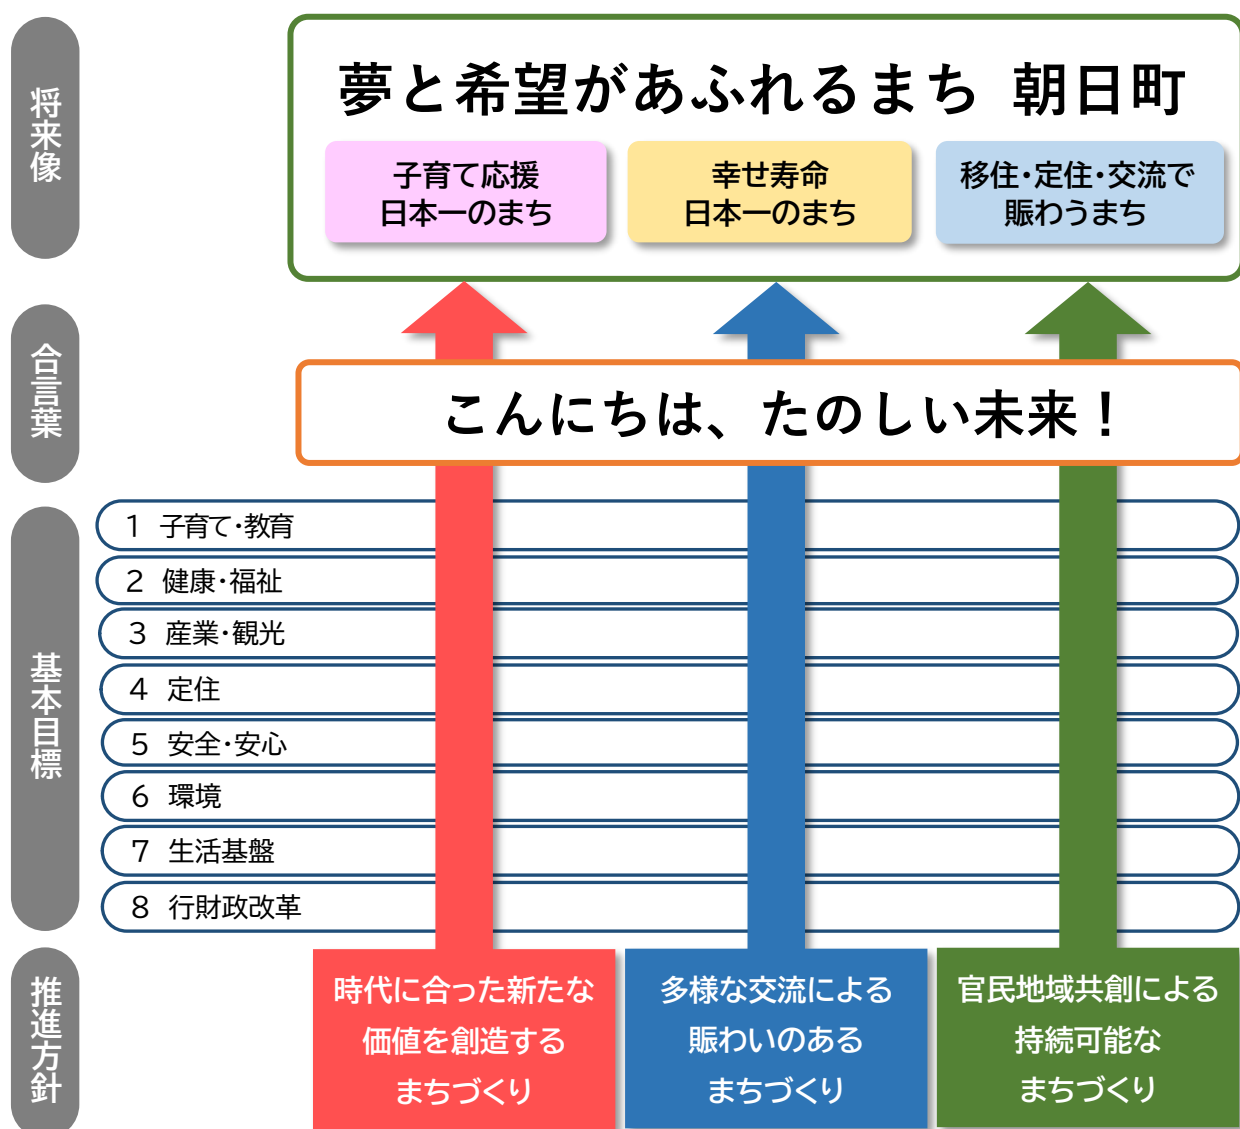 将来像
夢と希望があふれるまち 朝日町
子育て応援
日本一のまち
幸せ寿命
日本一のまち
移住・定住・交流で
賑わうまち
合言葉
こんにちは、たのしい未来！
基本目標
1 子育て・教育
2 健康・福祉
3 産業・観光
4 定住
5 安全・安心
6 環境
7 生活基盤
8 行財政改革
推進方針
時代に合った新たな
価値を創造する
まちづくり
多様な交流による
賑わいのある
まちづくり
官民地域共創による
持続可能な
まちづくり